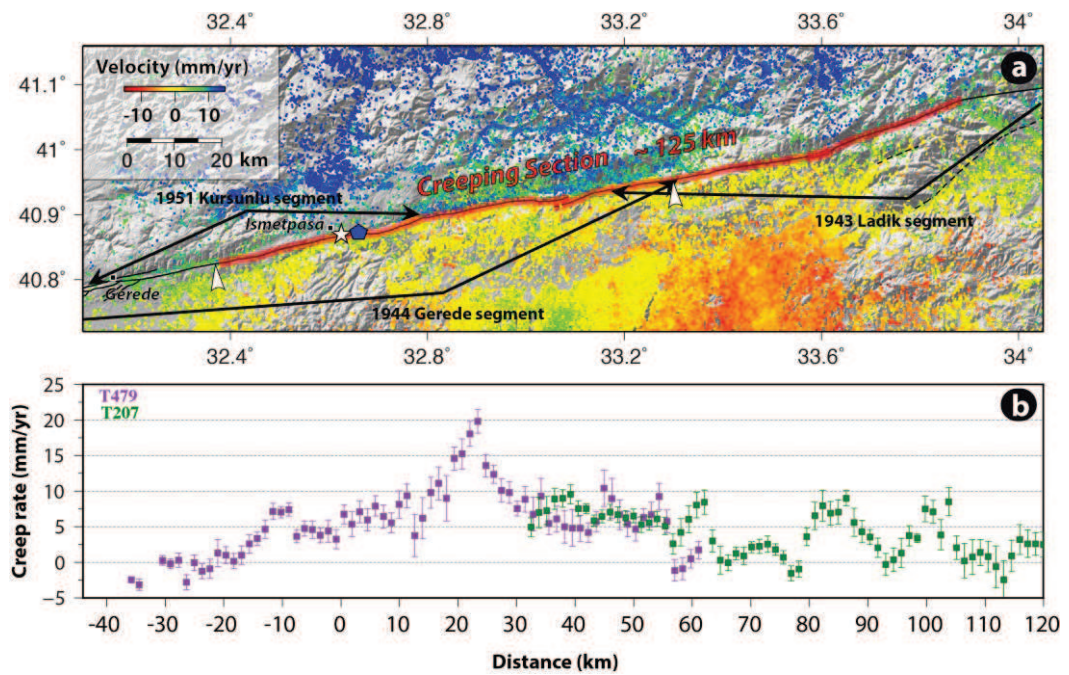 32.4° 32.8° 33.2° 33.6° 34°
a
Velocity (mm/yr)
-10 0 10
0 10 20 km
41.1°
41°
40.9°
40.8°
Creeping Section ~ 125 km
1951 Kursunlu segment
Ismetpasa
1943 Ladik segment
Gerede
1944 Gerede segment
32.4° 32.8° 33.2° 33.6° 34°
b
T479
T207
Creep rate (mm/yr)
25
20
15
10
5
0
−5
-40 -30 -20 -10 0 10 20 30 40 50 60 70 80 90 100 110 120
Distance (km)